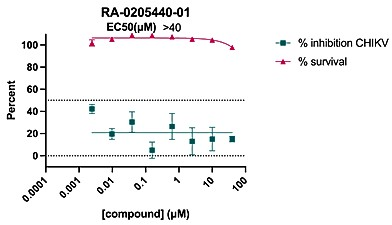 RA-0205440-01
EC50(μM) >40
% inhibition CHIKV
% survival
Percent
100
80
60
40
20
0
0.0001
0.001
0.01
0.1
1
10
100
[compound] (μM)